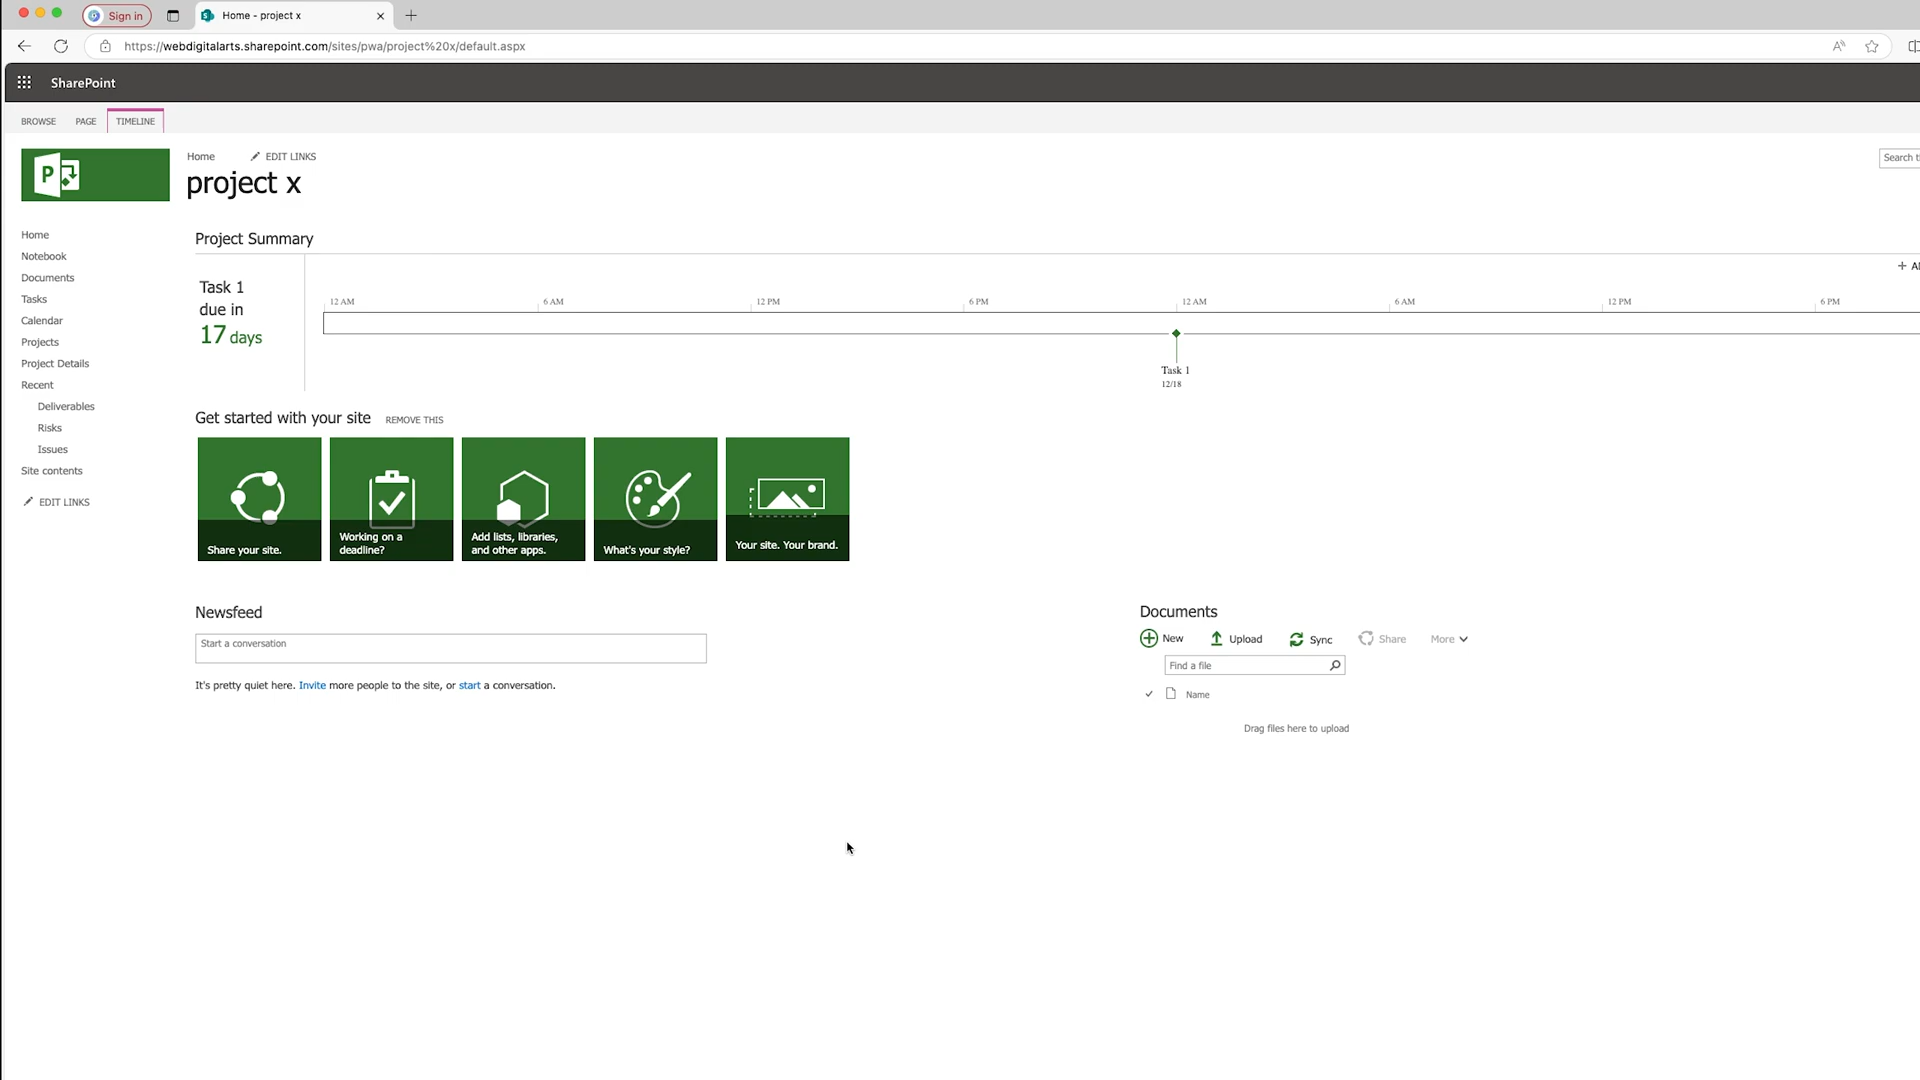 Sign in
Home - project x
https://webdigitalarts.sharepoint.com/sites/pwa/project%20x/default.aspx
SharePoint
BROWSE PAGE TIMELINE
Home EDIT LINKS
project x
Search
Home
Notebook
Documents
Tasks
Calendar
Projects
Project Details
Recent
Deliverables
Risks
Issues
Site contents
EDIT LINKS
Project Summary
Task 1
due in
17 days
12 AM 6 AM 12 PM 6 PM 12 AM 6 AM 12 PM 6 PM
Task 1
12/18
Get started with your site REMOVE THIS
Share your site.
Working on a
deadline?
Add lists, libraries,
and other apps.
What's your style?
Your site. Your brand.
Newsfeed
Start a conversation
It's pretty quiet here. Invite more people to the site, or start a conversation.
Documents
New Upload Sync Share More
Find a file
Name
Drag files here to upload